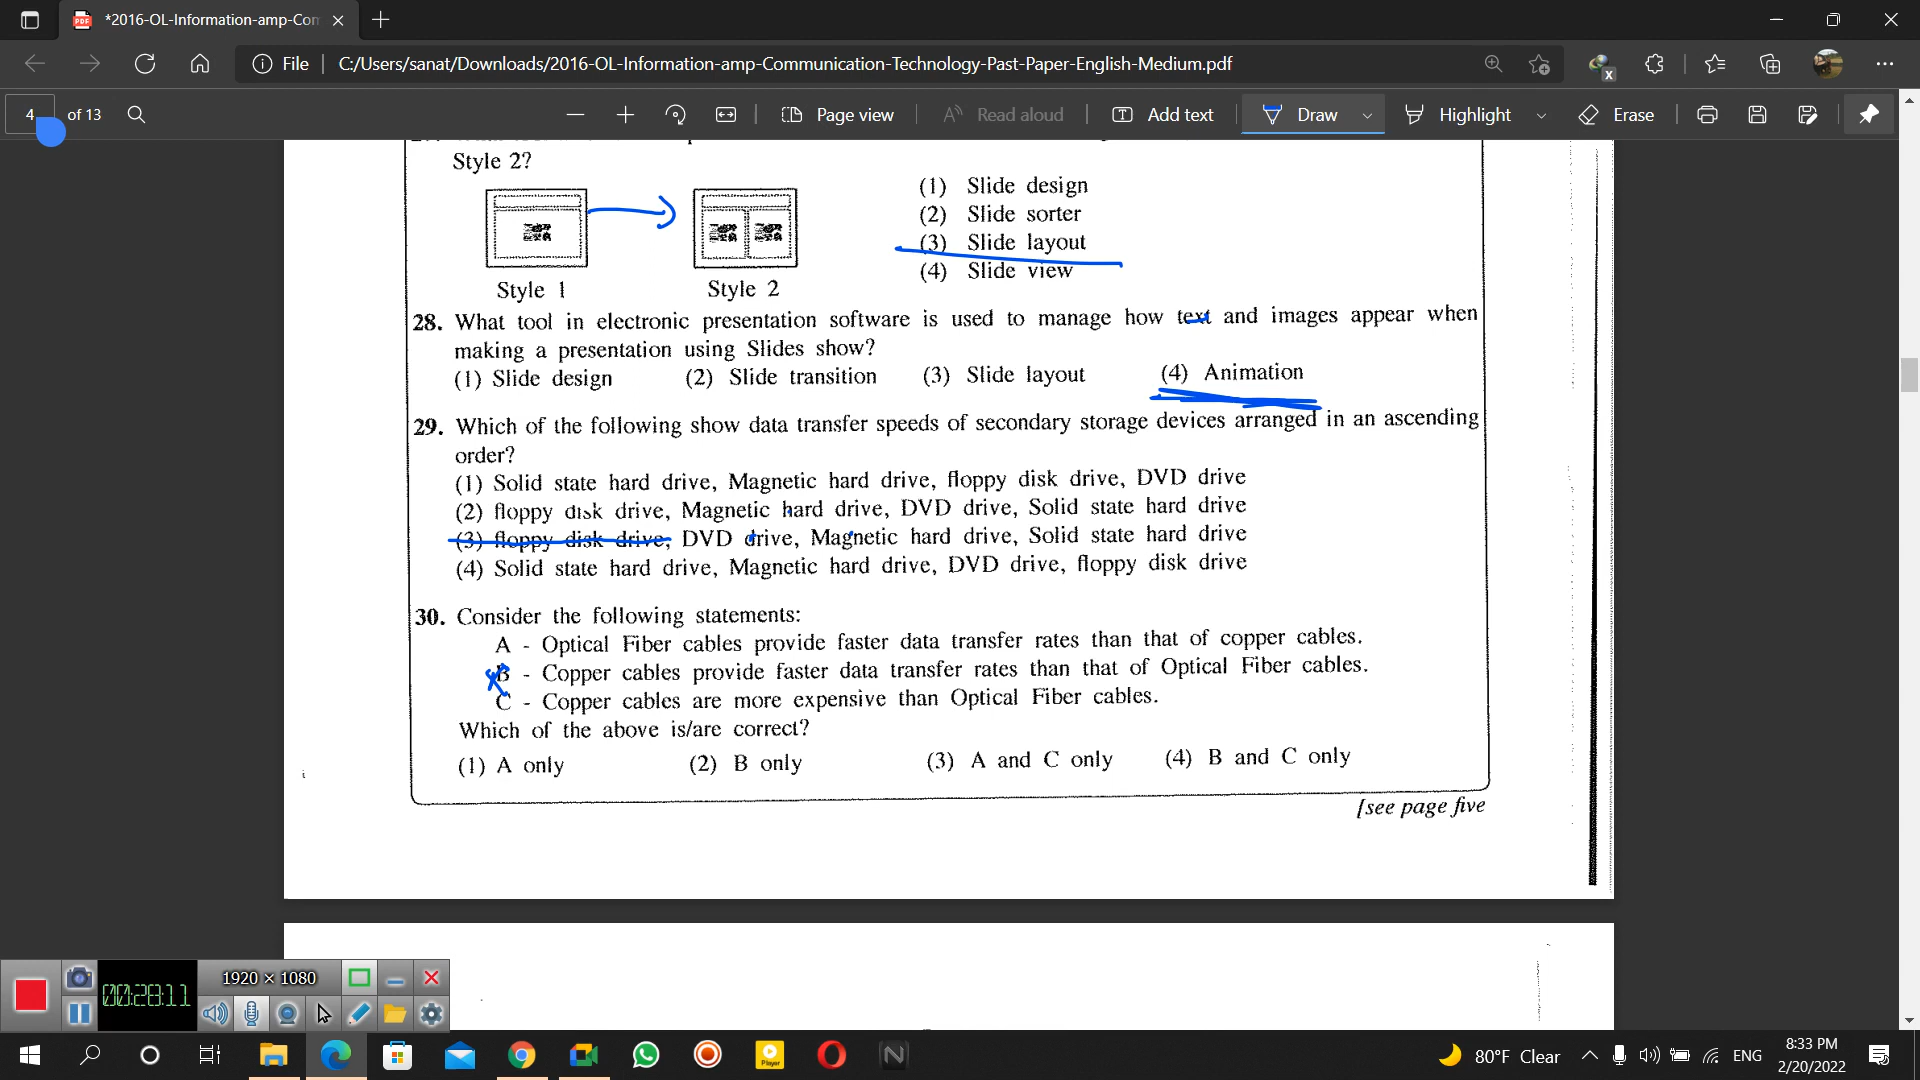 *2016-OL-Information-amp-Com
File
C:/Users/sanat/Downloads/2016-OL-Information-amp-Communication-Technology-Past-Paper-English-Medium.pdf
4 of 13
Page view
Read aloud
Add text
Draw
Highlight
Erase
Style 2?
(1) Slide design
(2) Slide sorter
(3) Slide layout
(4) Slide view
Style 1
Style 2
28. What tool in electronic presentation software is used to manage how text and images appear when
making a presentation using Slides show?
(1) Slide design (2) Slide transition (3) Slide layout (4) Animation
29. Which of the following show data transfer speeds of secondary storage devices arranged in an ascending
order?
(1) Solid state hard drive, Magnetic hard drive, floppy disk drive, DVD drive
(2) floppy disk drive, Magnetic hard drive, DVD drive, Solid state hard drive
(3) floppy disk drive, DVD drive, Magnetic hard drive, Solid state hard drive
(4) Solid state hard drive, Magnetic hard drive, DVD drive, floppy disk drive
30. Consider the following statements:
A - Optical Fiber cables provide faster data transfer rates than that of copper cables.
B - Copper cables provide faster data transfer rates than that of Optical Fiber cables.
C - Copper cables are more expensive than Optical Fiber cables.
Which of the above is/are correct?
(1) A only (2) B only (3) A and C only (4) B and C only
[see page five
1920 × 1080
00:28:11
Player
80°F Clear
ENG
8:33 PM
2/20/2022